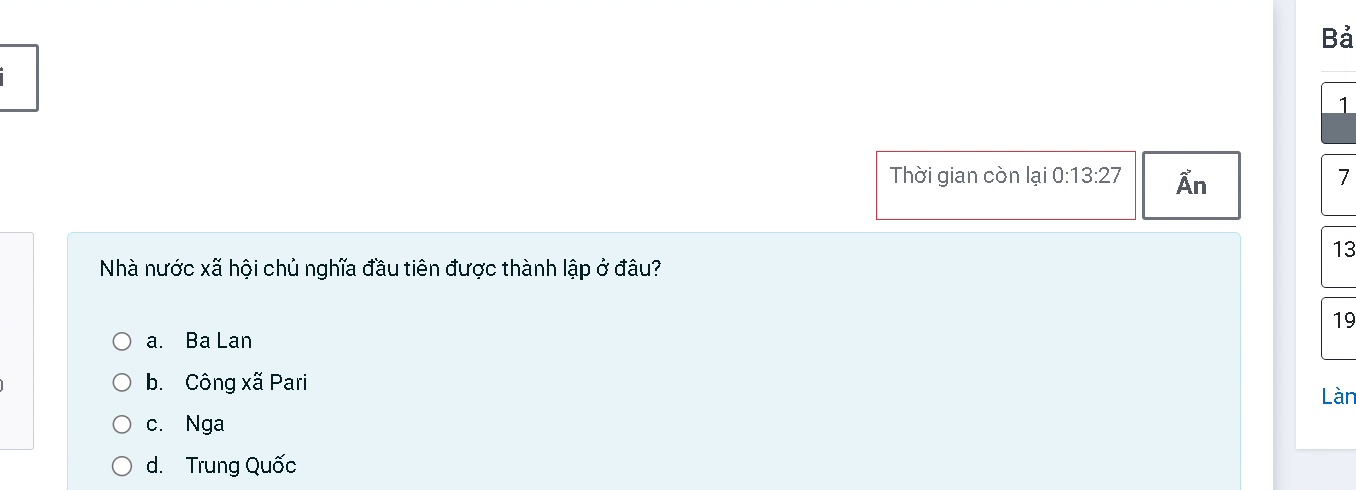 Bả
1
Thời gian còn lại 0:13:27
Ẩn
7
Nhà nước xã hội chủ nghĩa đầu tiên được thành lập ở đâu?
13
a. Ba Lan
19
b. Công xã Pari
Làm
c. Nga
d. Trung Quốc